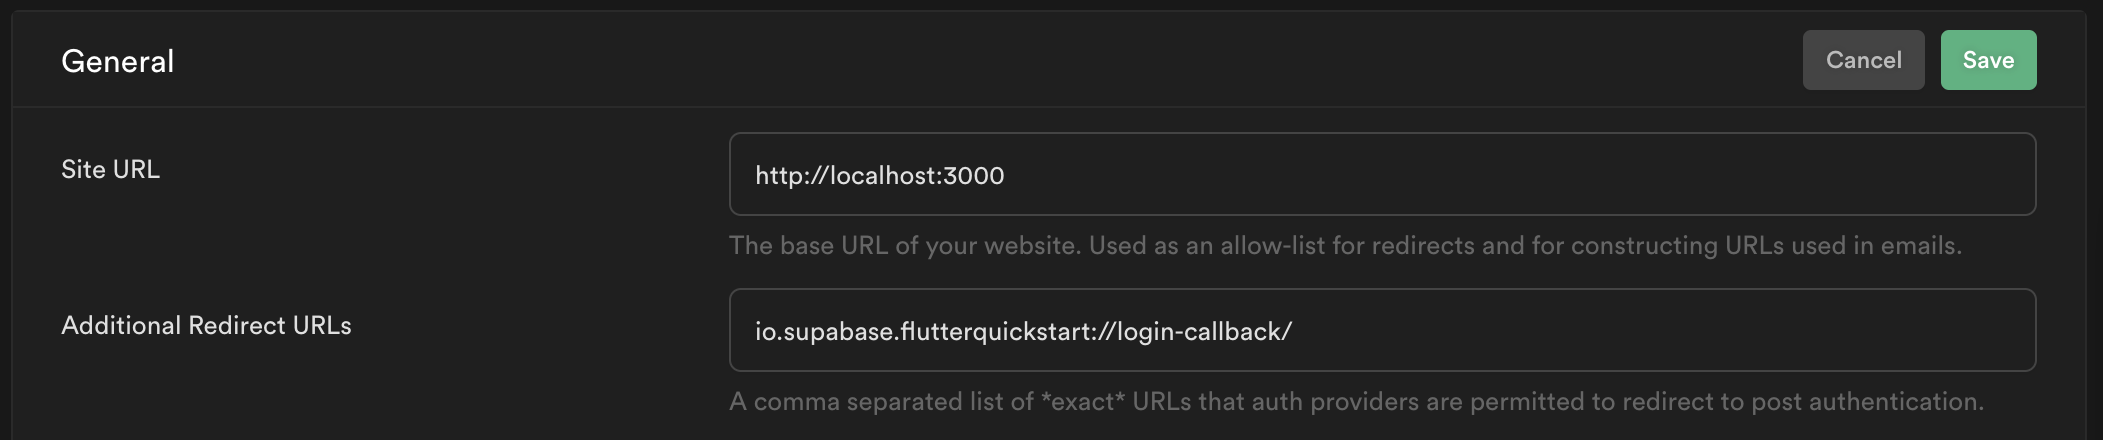 General
Cancel
Save
Site URL
http://localhost:3000
The base URL of your website. Used as an allow-list for redirects and for constructing URLs used in emails.
Additional Redirect URLs
io.supabase.flutterquickstart://login-callback/
A comma separated list of *exact* URLs that auth providers are permitted to redirect to post authentication.